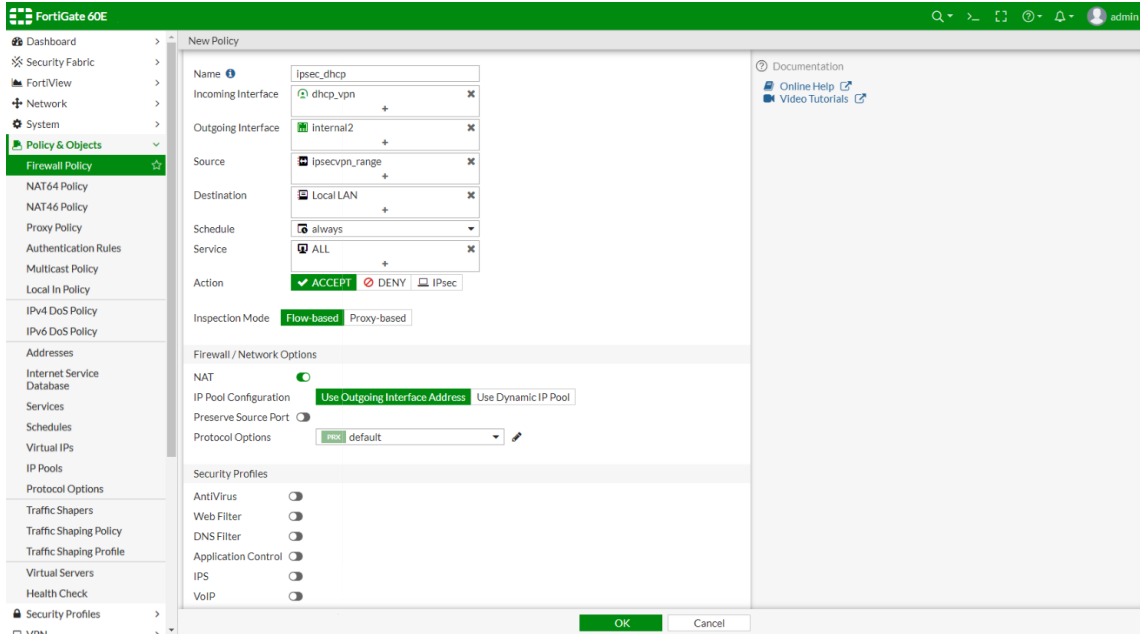 FortiGate 60E
admin
Dashboard
Security Fabric
FortiView
Network
System
Policy & Objects
Firewall Policy
NAT64 Policy
NAT46 Policy
Proxy Policy
Authentication Rules
Multicast Policy
Local In Policy
IPv4 DoS Policy
IPv6 DoS Policy
Addresses
Internet Service
Database
Services
Schedules
Virtual IPs
IP Pools
Protocol Options
Traffic Shapers
Traffic Shaping Policy
Traffic Shaping Profile
Virtual Servers
Health Check
Security Profiles
VPN
New Policy
Name ipsec_dhcp
Incoming Interface dhcp_vpn
+
Outgoing Interface internal2
+
Source ipsecvpn_range
+
Destination Local LAN
+
Schedule always
Service ALL
+
Action ACCEPT DENY IPsec
Inspection Mode Flow-based Proxy-based
Firewall / Network Options
NAT
IP Pool Configuration Use Outgoing Interface Address Use Dynamic IP Pool
Preserve Source Port
Protocol Options PRX default
Security Profiles
AntiVirus
Web Filter
DNS Filter
Application Control
IPS
VoIP
OK Cancel
Documentation
Online Help
Video Tutorials